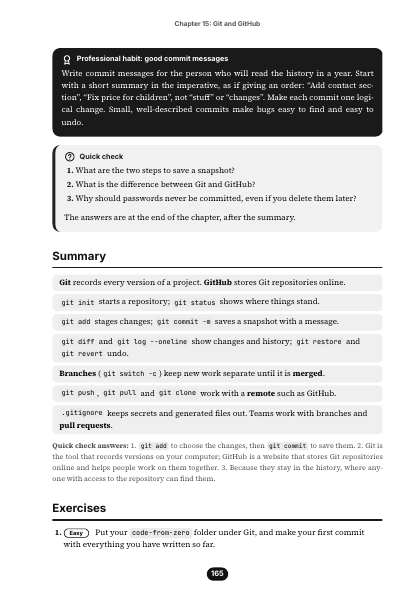 Chapter 15: Git and GitHub
Professional habit: good commit messages
Write commit messages for the person who will read the history in a year. Start
with a short summary in the imperative, as if giving an order: “Add contact sec-
tion”, “Fix price for children”, not “stuff” or “changes”. Make each commit one logi-
cal change. Small, well-described commits make bugs easy to find and easy to
undo.
Quick check
1. What are the two steps to save a snapshot?
2. What is the difference between Git and GitHub?
3. Why should passwords never be committed, even if you delete them later?
The answers are at the end of the chapter, after the summary.
Summary
Git records every version of a project. GitHub stores Git repositories online.
git init starts a repository; git status shows where things stand.
git add stages changes; git commit -m saves a snapshot with a message.
git diff and git log --oneline show changes and history; git restore and
git revert undo.
Branches ( git switch -c ) keep new work separate until it is merged.
git push , git pull and git clone work with a remote such as GitHub.
.gitignore keeps secrets and generated files out. Teams work with branches and
pull requests.
Quick check answers: 1. git add to choose the changes, then git commit to save them. 2. Git is
the tool that records versions on your computer; GitHub is a website that stores Git repositories
online and helps people work on them together. 3. Because they stay in the history, where any-
one with access to the repository can find them.
Exercises
1. Easy Put your code-from-zero folder under Git, and make your first commit
with everything you have written so far.
165